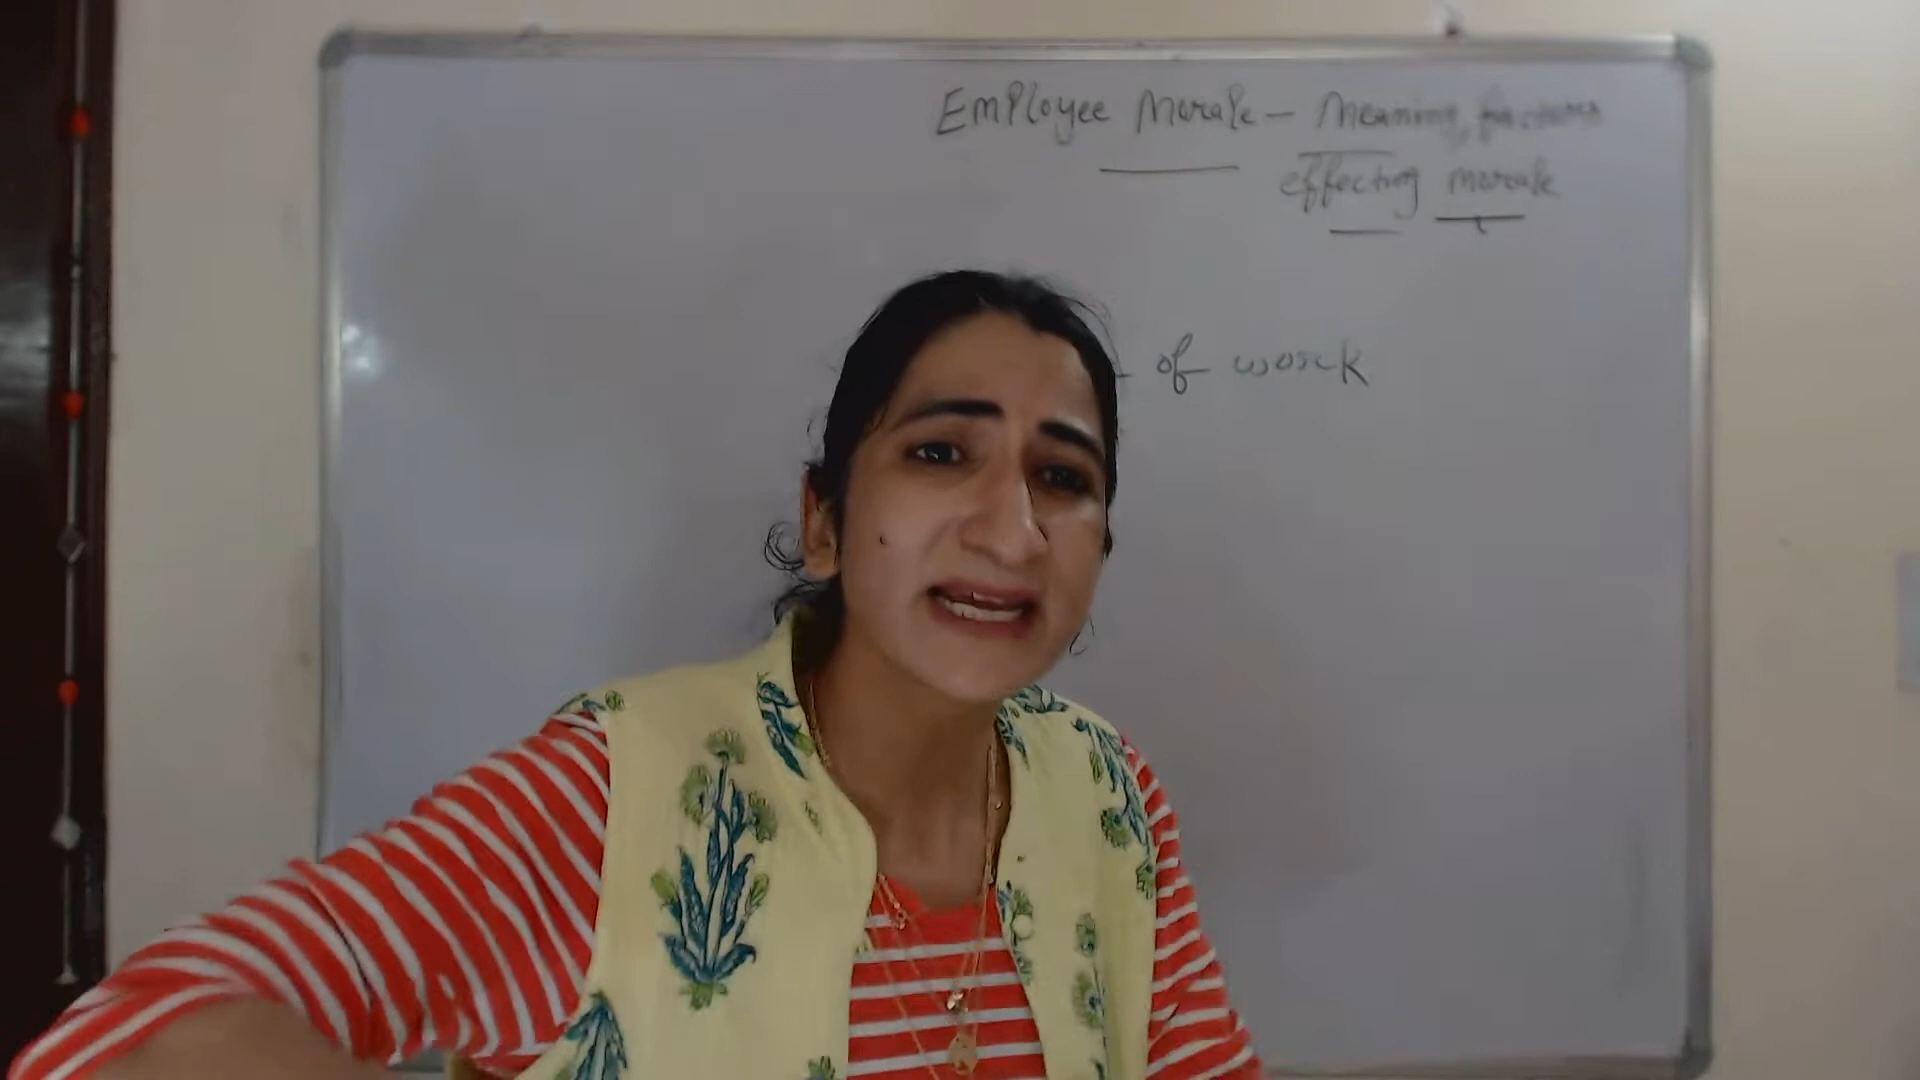 Employee Morale - Meaning, factors
effecting morale
of work